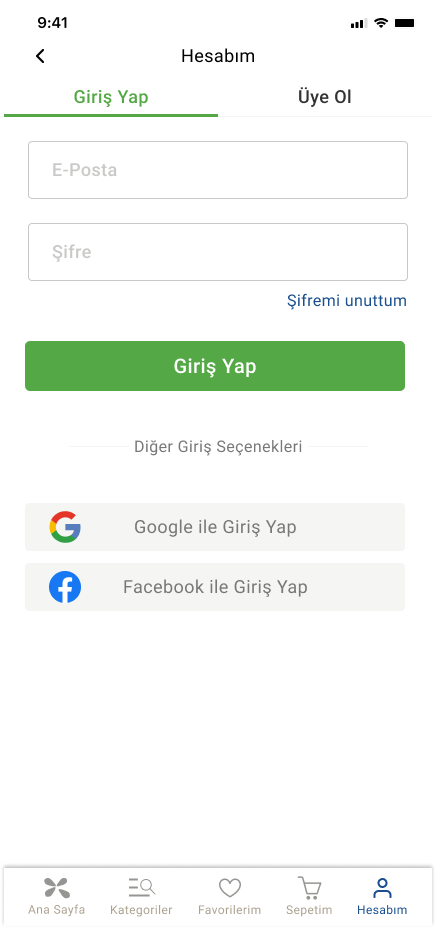 9:41
Hesabım
Giriş Yap
Üye Ol
E-Posta
Şifre
Şifremi unuttum
Giriş Yap
Diğer Giriş Seçenekleri
Google ile Giriş Yap
Facebook ile Giriş Yap
Ana Sayfa Kategoriler Favorilerim Sepetim Hesabım